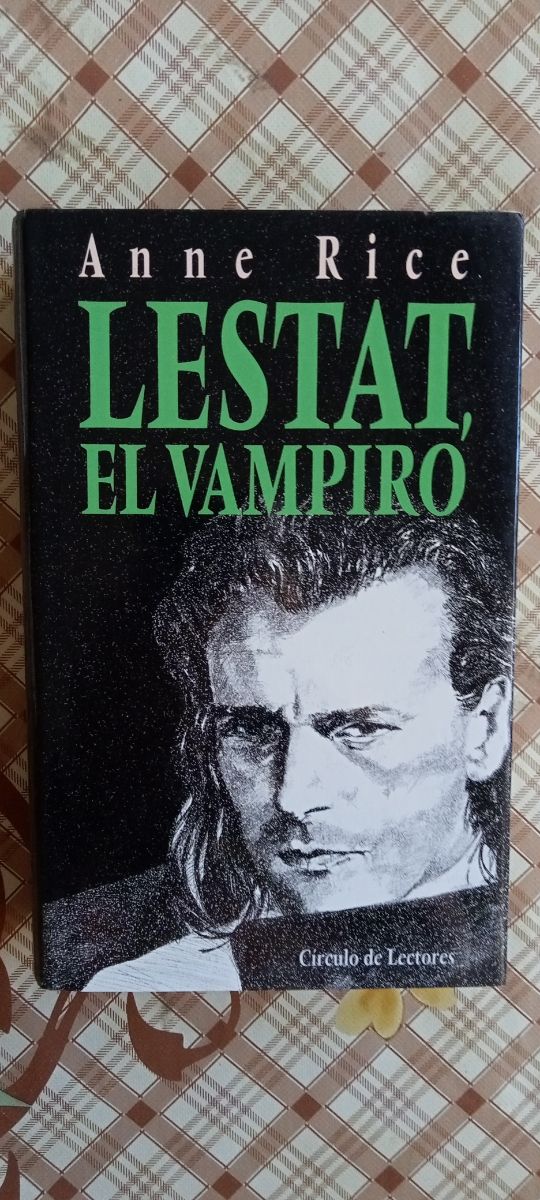 Anne Rice
LESTAT,
EL VAMPIRO
Círculo de Lectores